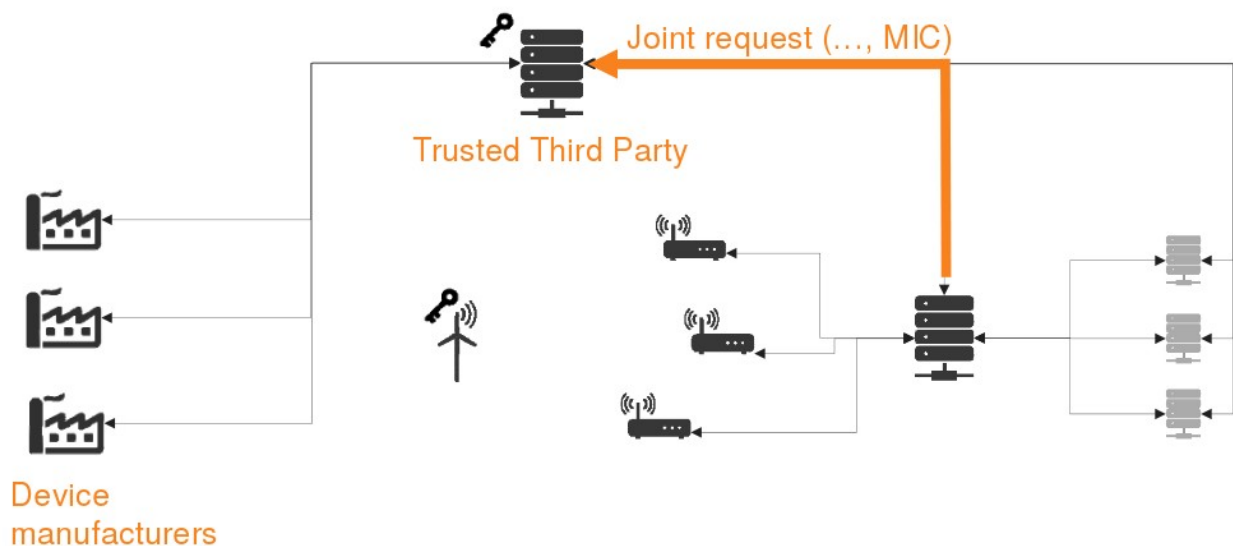 Joint request (..., MIC)
Trusted Third Party
Device
manufacturers